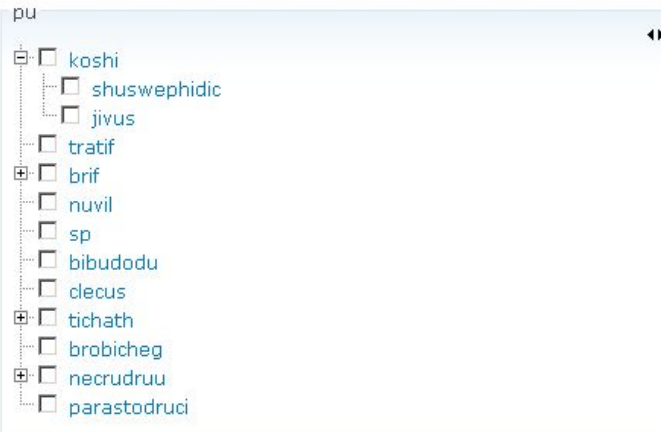 pu
koshi
shuswephidic
jivus
tratif
brif
nuvil
sp
bibudodu
clecus
tichath
brobicheg
necrudruu
parastodruci